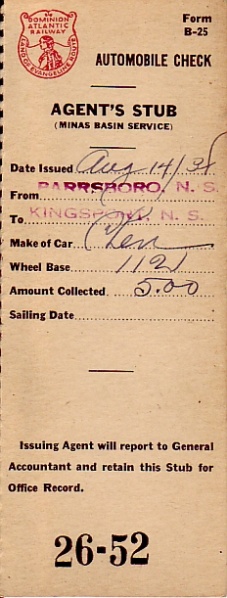 DOMINION
ATLANTIC
RAILWAY
LAND OF EVANGELINE ROUTE
Form
B-25
AUTOMOBILE CHECK
AGENT'S STUB
(MINAS BASIN SERVICE)
Date Issued Aug 14/38
From PARRSBORO, N. S.
To KINGSPORT, N. S.
Make of Car Chev
Wheel Base 112
Amount Collected 5.00
Sailing Date
Issuing Agent will report to General
Accountant and retain this Stub for
Office Record.
26-52